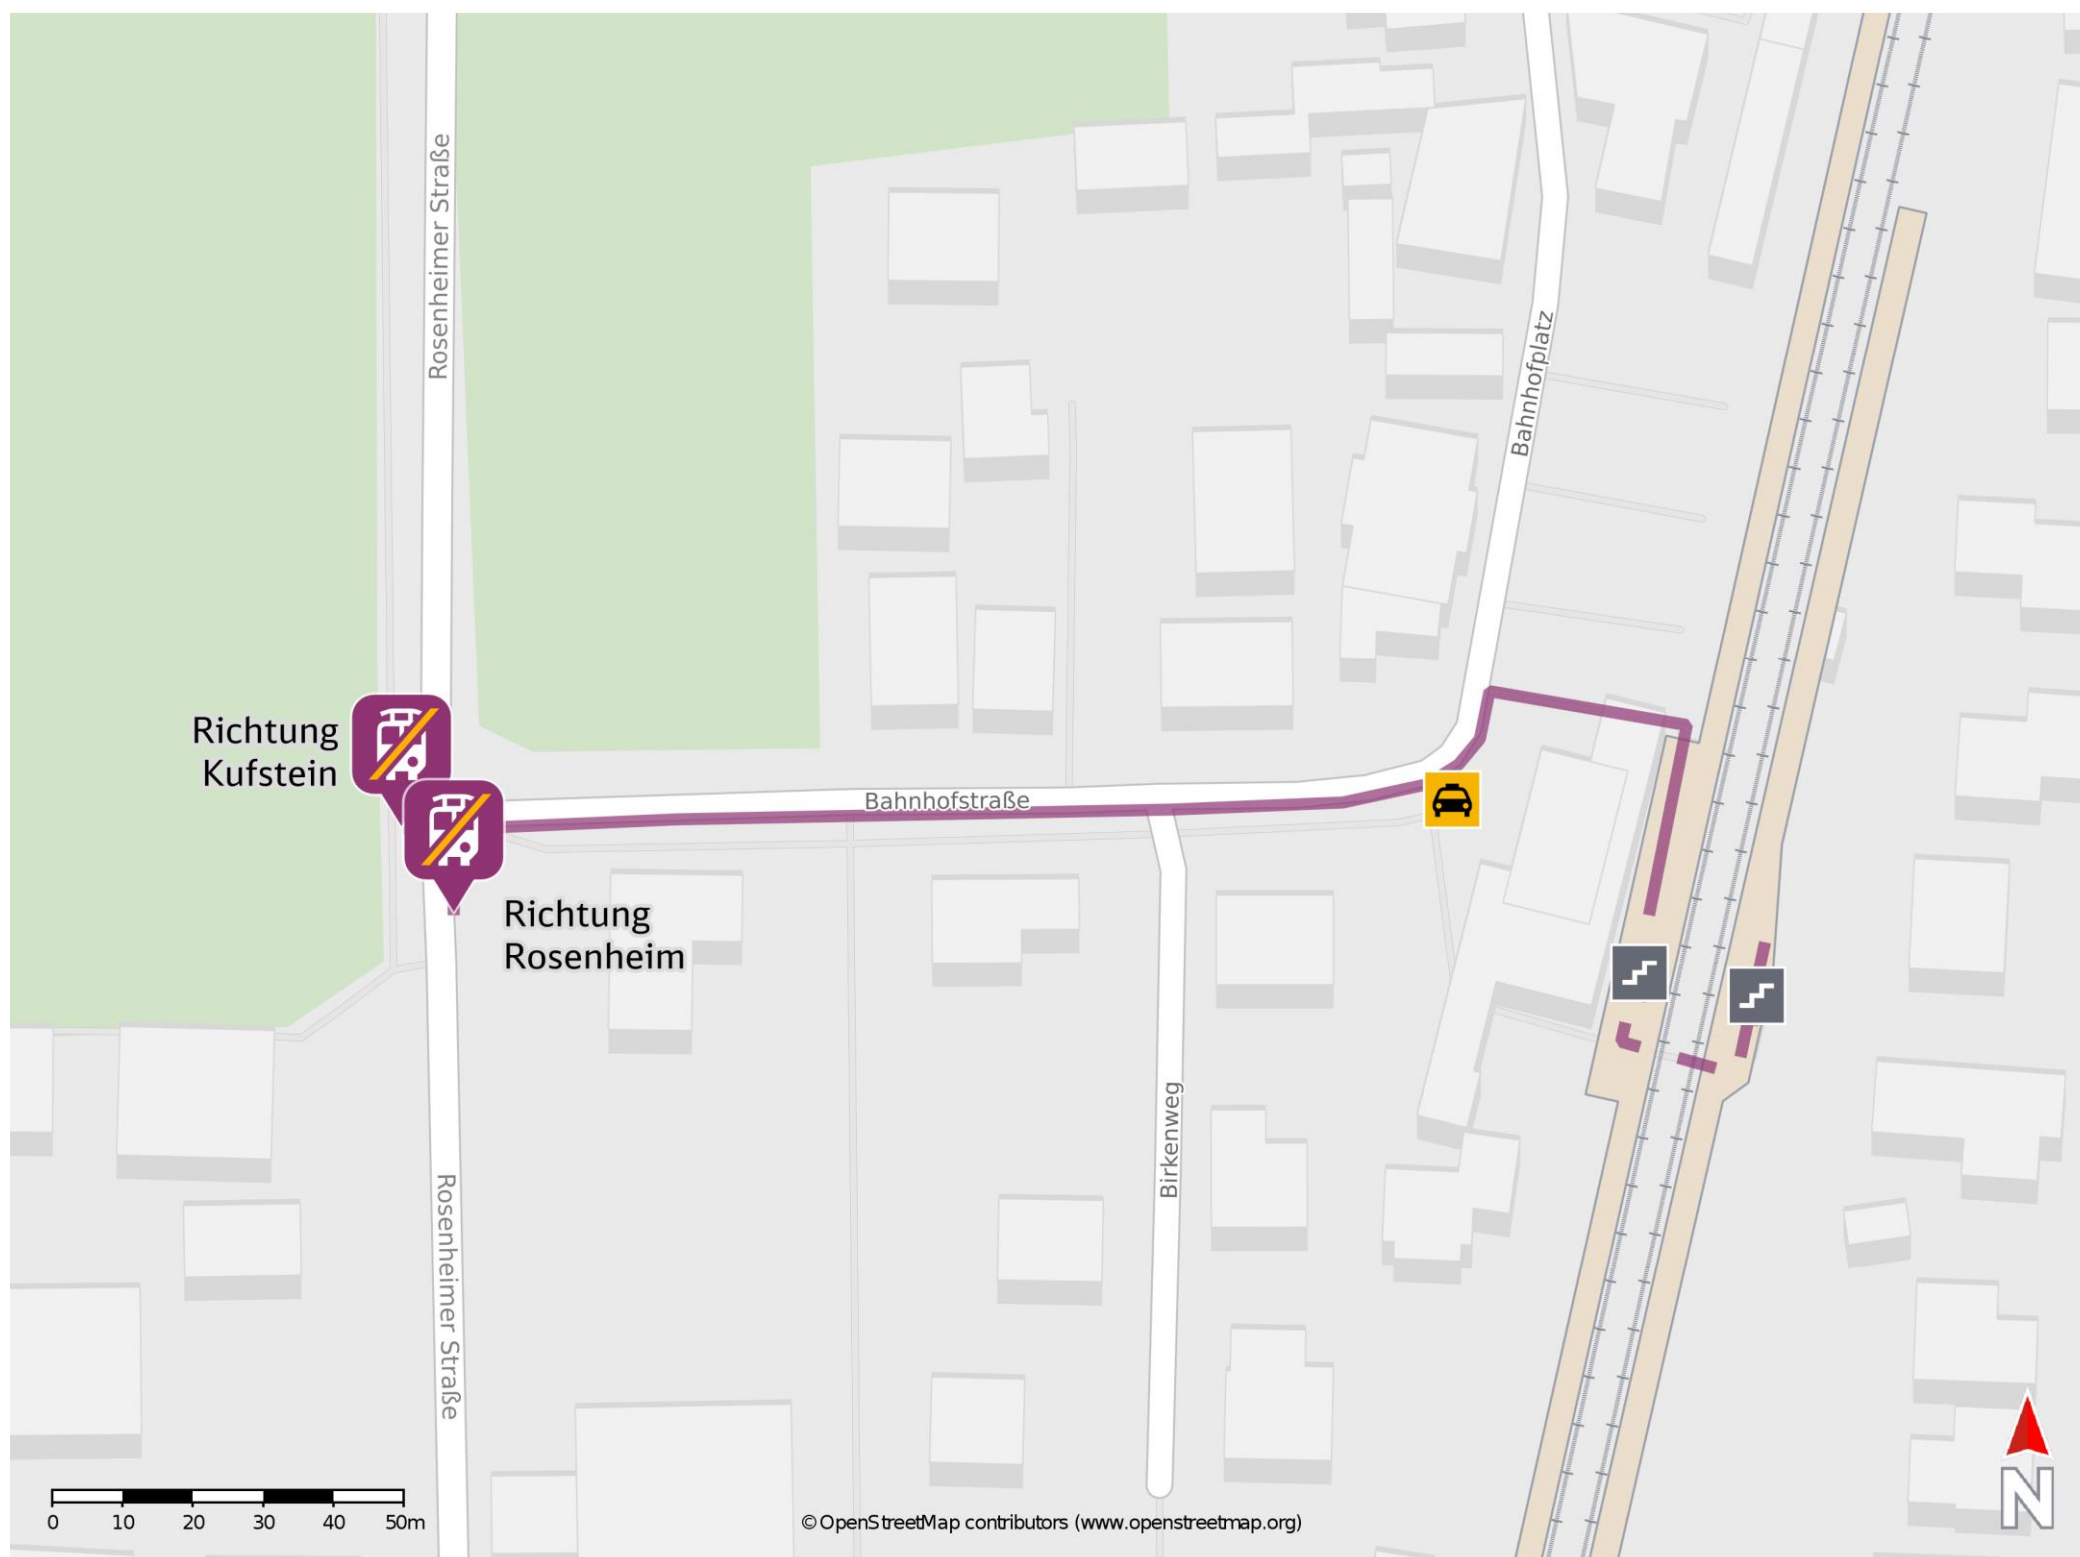 Rosenheimer Straße
Bahnhofplatz
Richtung
Kufstein
Bahnhofstraße
Richtung
Rosenheim
Birkenweg
Rosenheimer Straße
0 10 20 30 40 50m
© OpenStreetMap contributors (www.openstreetmap.org)
N